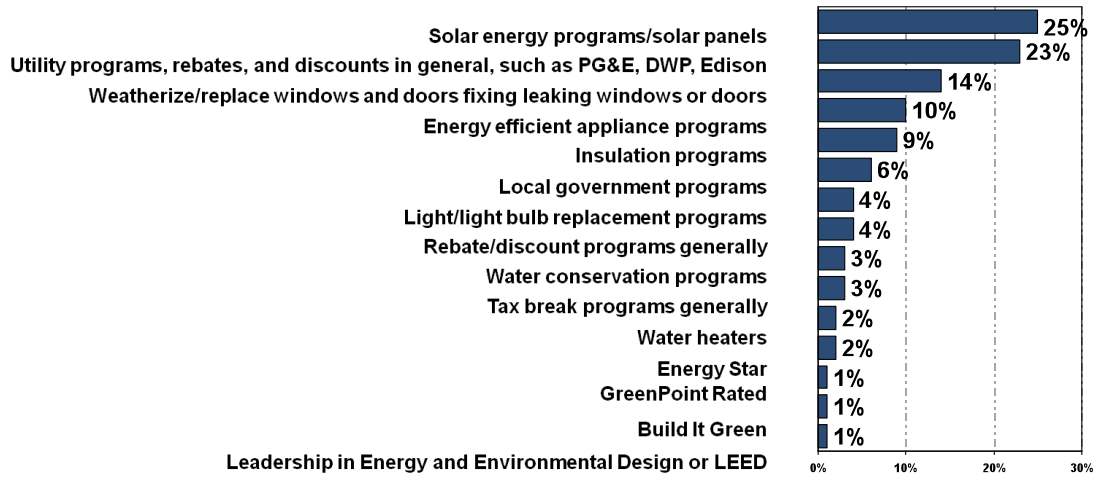 Solar energy programs/solar panels 25%
Utility programs, rebates, and discounts in general, such as PG&E, DWP, Edison 23%
Weatherize/replace windows and doors fixing leaking windows or doors 14%
Energy efficient appliance programs 10%
Insulation programs 9%
Local government programs 6%
Light/light bulb replacement programs 4%
Rebate/discount programs generally 4%
Water conservation programs 3%
Tax break programs generally 3%
Water heaters 2%
Energy Star 2%
GreenPoint Rated 1%
Build It Green 1%
Leadership in Energy and Environmental Design or LEED 1%
0% 10% 20% 30%